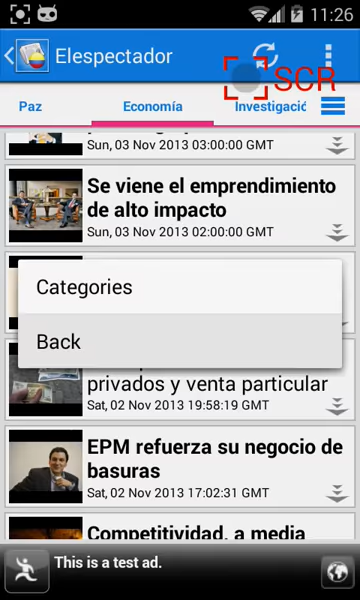 11:26
Elespectador
SCR
Paz
Economía
Investigació
Sun, 03 Nov 2013 03:00:00 GMT
Se viene el emprendimiento
de alto impacto
Sun, 03 Nov 2013 02:00:00 GMT
Categories
Back
privados y venta particular
Sat, 02 Nov 2013 19:58:19 GMT
EPM refuerza su negocio de
basuras
Sat, 02 Nov 2013 17:02:31 GMT
Competitividad, a media
This is a test ad.